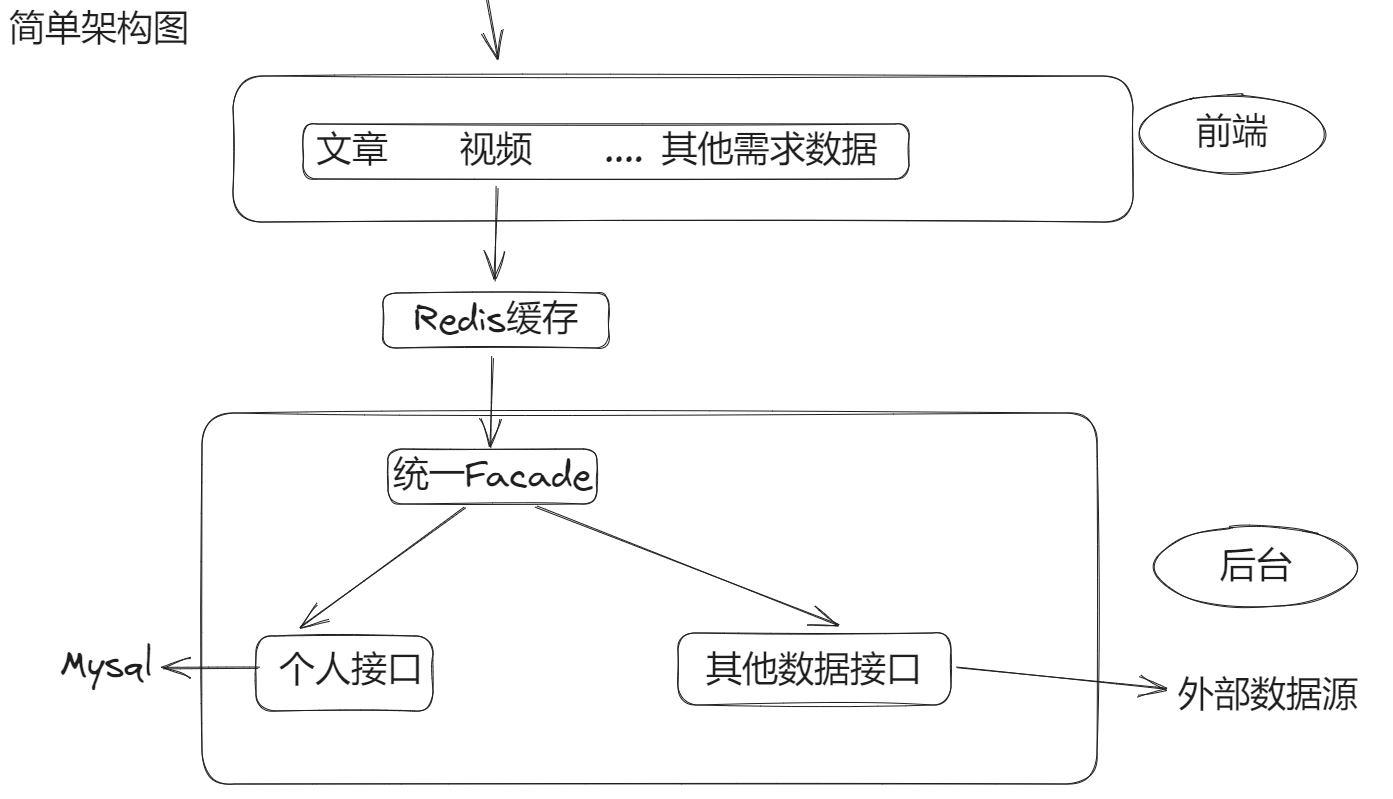 简单架构图
文章 视频 .... 其他需求数据
前端
Redis缓存
统一Facade
后台
Mysal
个人接口
其他数据接口
外部数据源